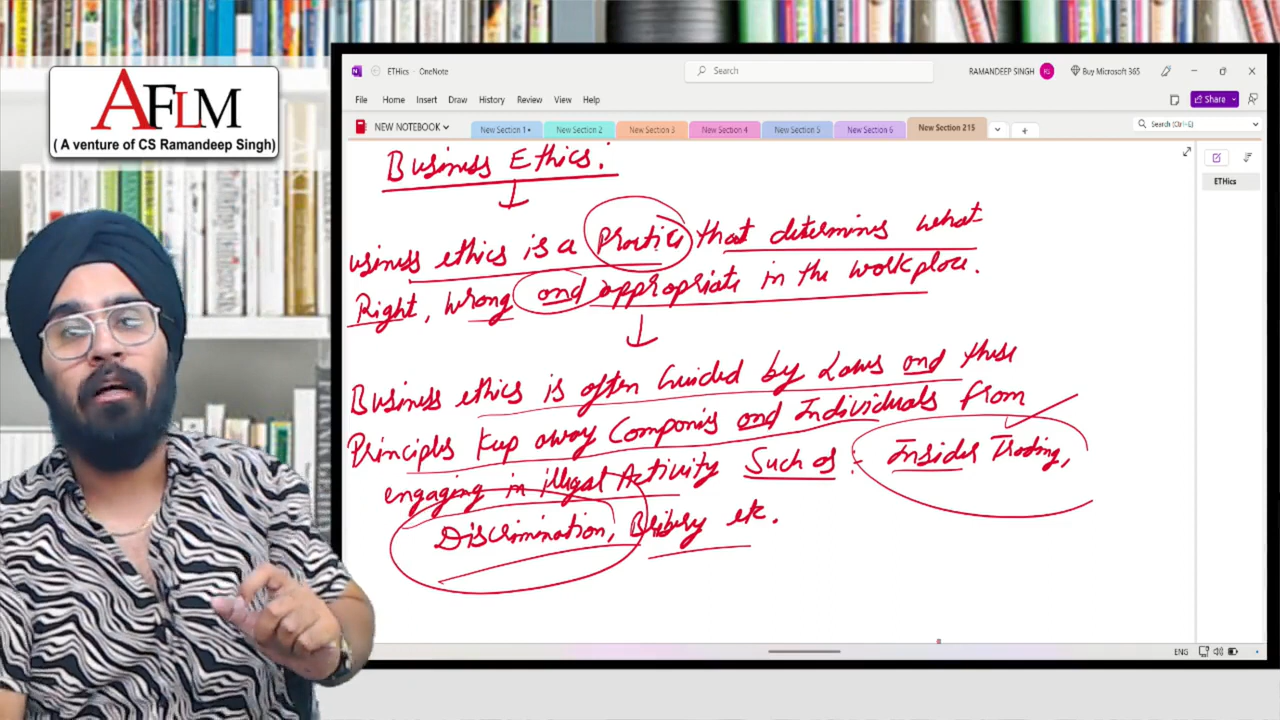 AFLM
( A venture of CS Ramandeep Singh)
ETHics - OneNote
Search
RAMANDEEP SINGH
Buy Microsoft 365
File Home Insert Draw History Review View Help
Share
NEW NOTEBOOK
New Section 1 New Section 2 New Section 3 New Section 4 New Section 5 New Section 6 New Section 215
Search (Ctrl+E)
ETHics
Business Ethics:
usiness ethics is a Practice that determines what
Right, Wrong and appropriate in the workplace.
Business ethics is often Guided by Laws and these
Principles Keep away Companies and Individuals from
engaging in illegal Activity Such as :- Insider Trading,
Discrimination, Bribery etc.
ENG